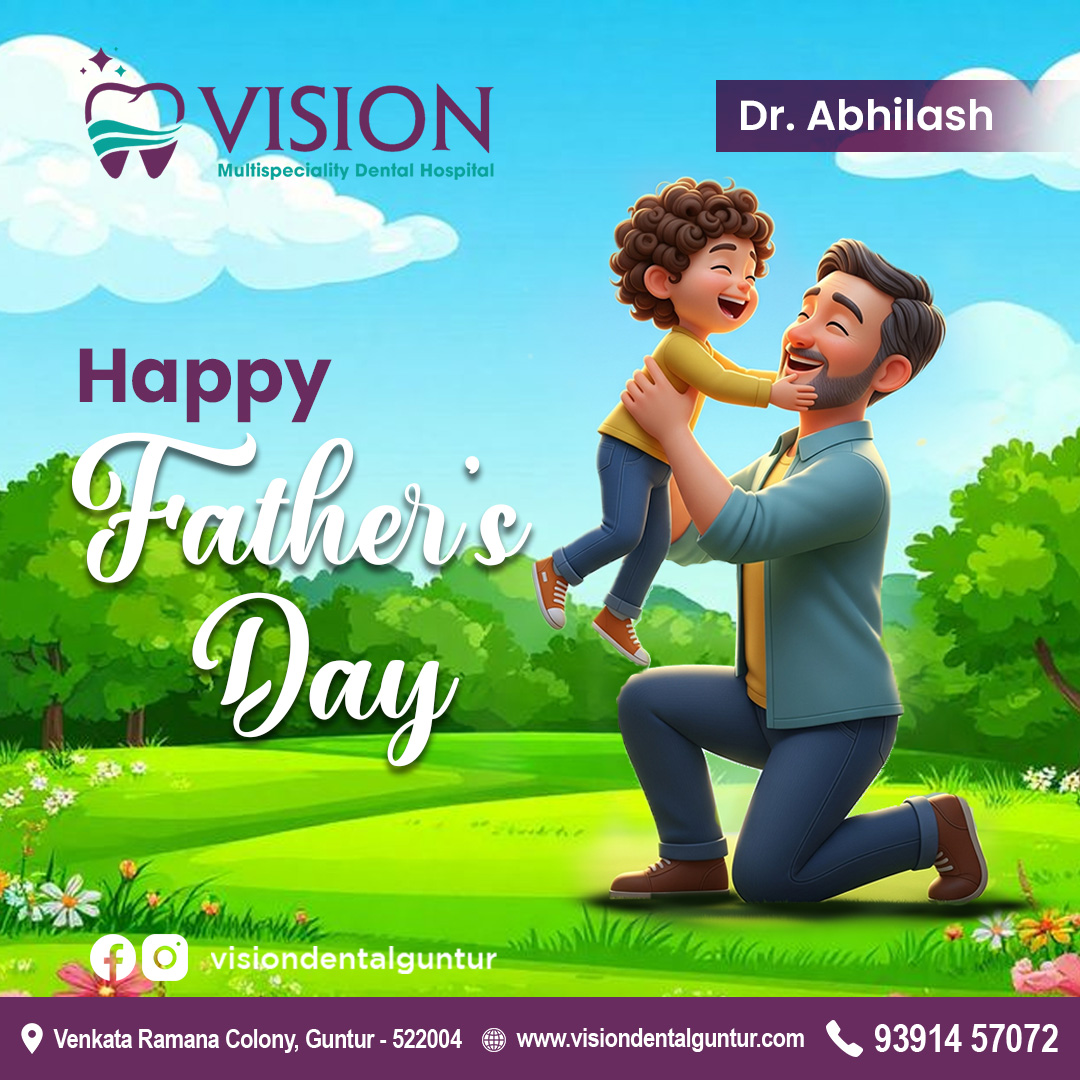 VISION
Multispeciality Dental Hospital
Dr. Abhilash
Happy
Father's
Day
visiondentalguntur
Venkata Ramana Colony, Guntur - 522004
www.visiondentalguntur.com
93914 57072